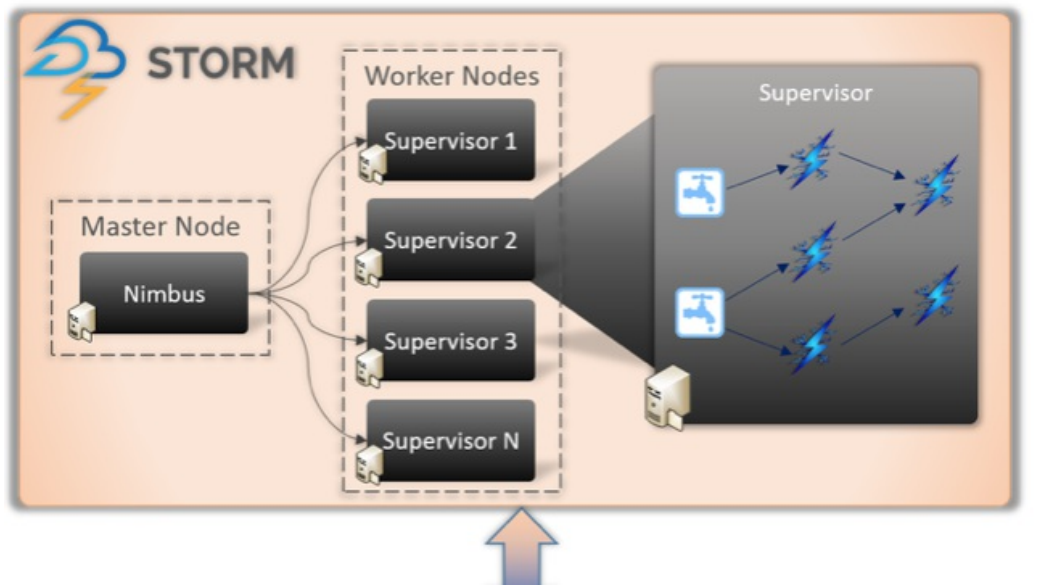 STORM
Master Node
Nimbus
Worker Nodes
Supervisor 1
Supervisor 2
Supervisor 3
Supervisor N
Supervisor